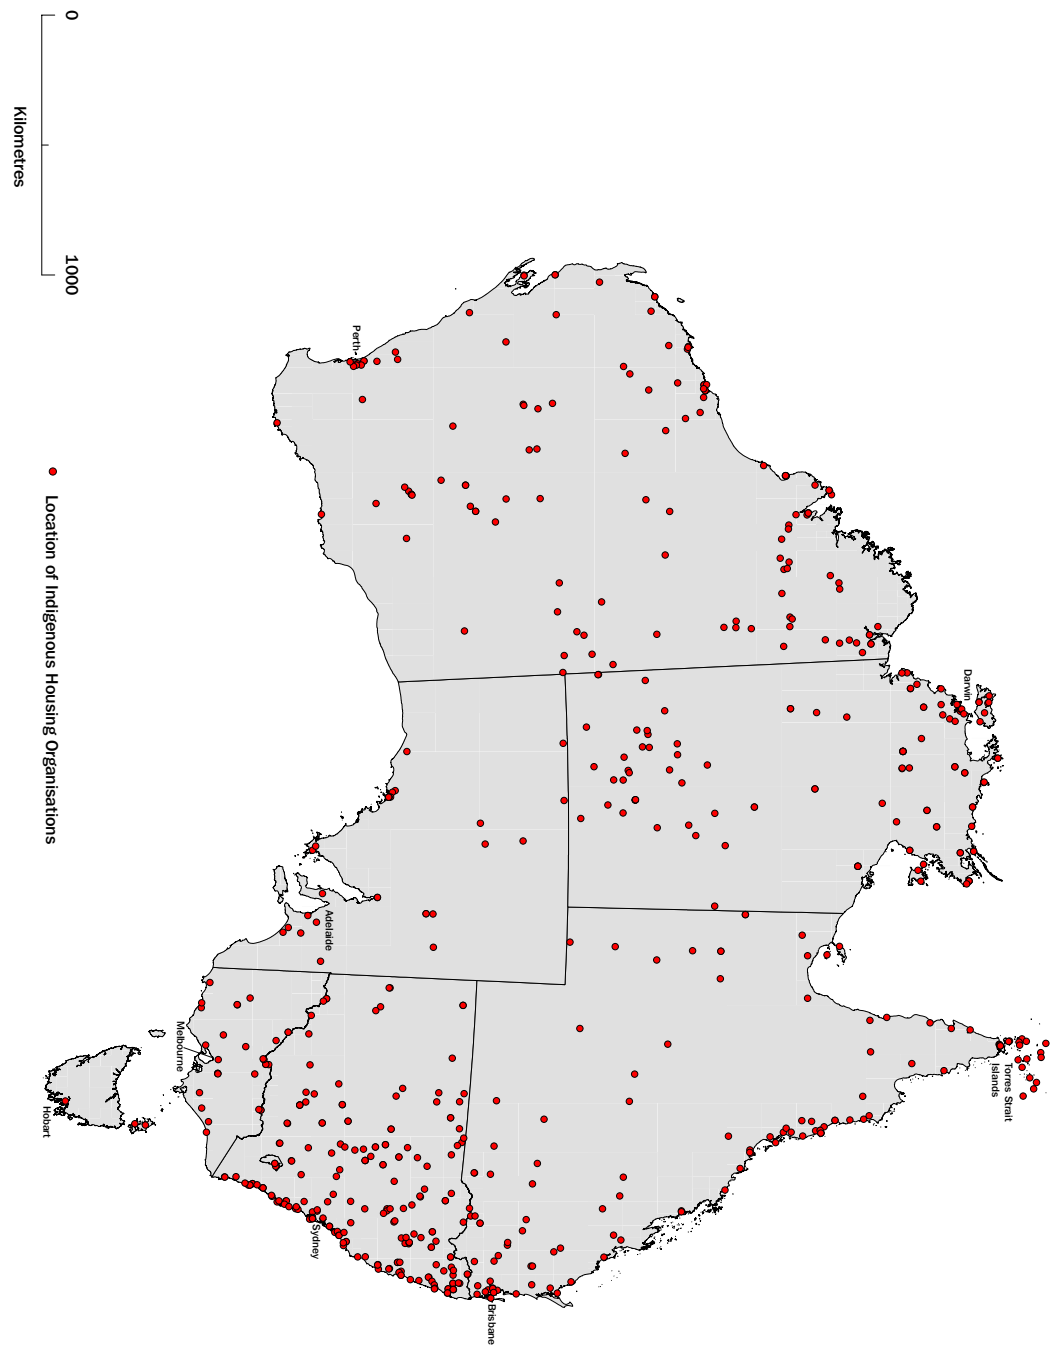 Darwin
Torres Strait
Islands
Perth
Brisbane
Adelaide
Sydney
Melbourne
Hobart
Location of Indigenous Housing Organisations
0
1000
Kilometres